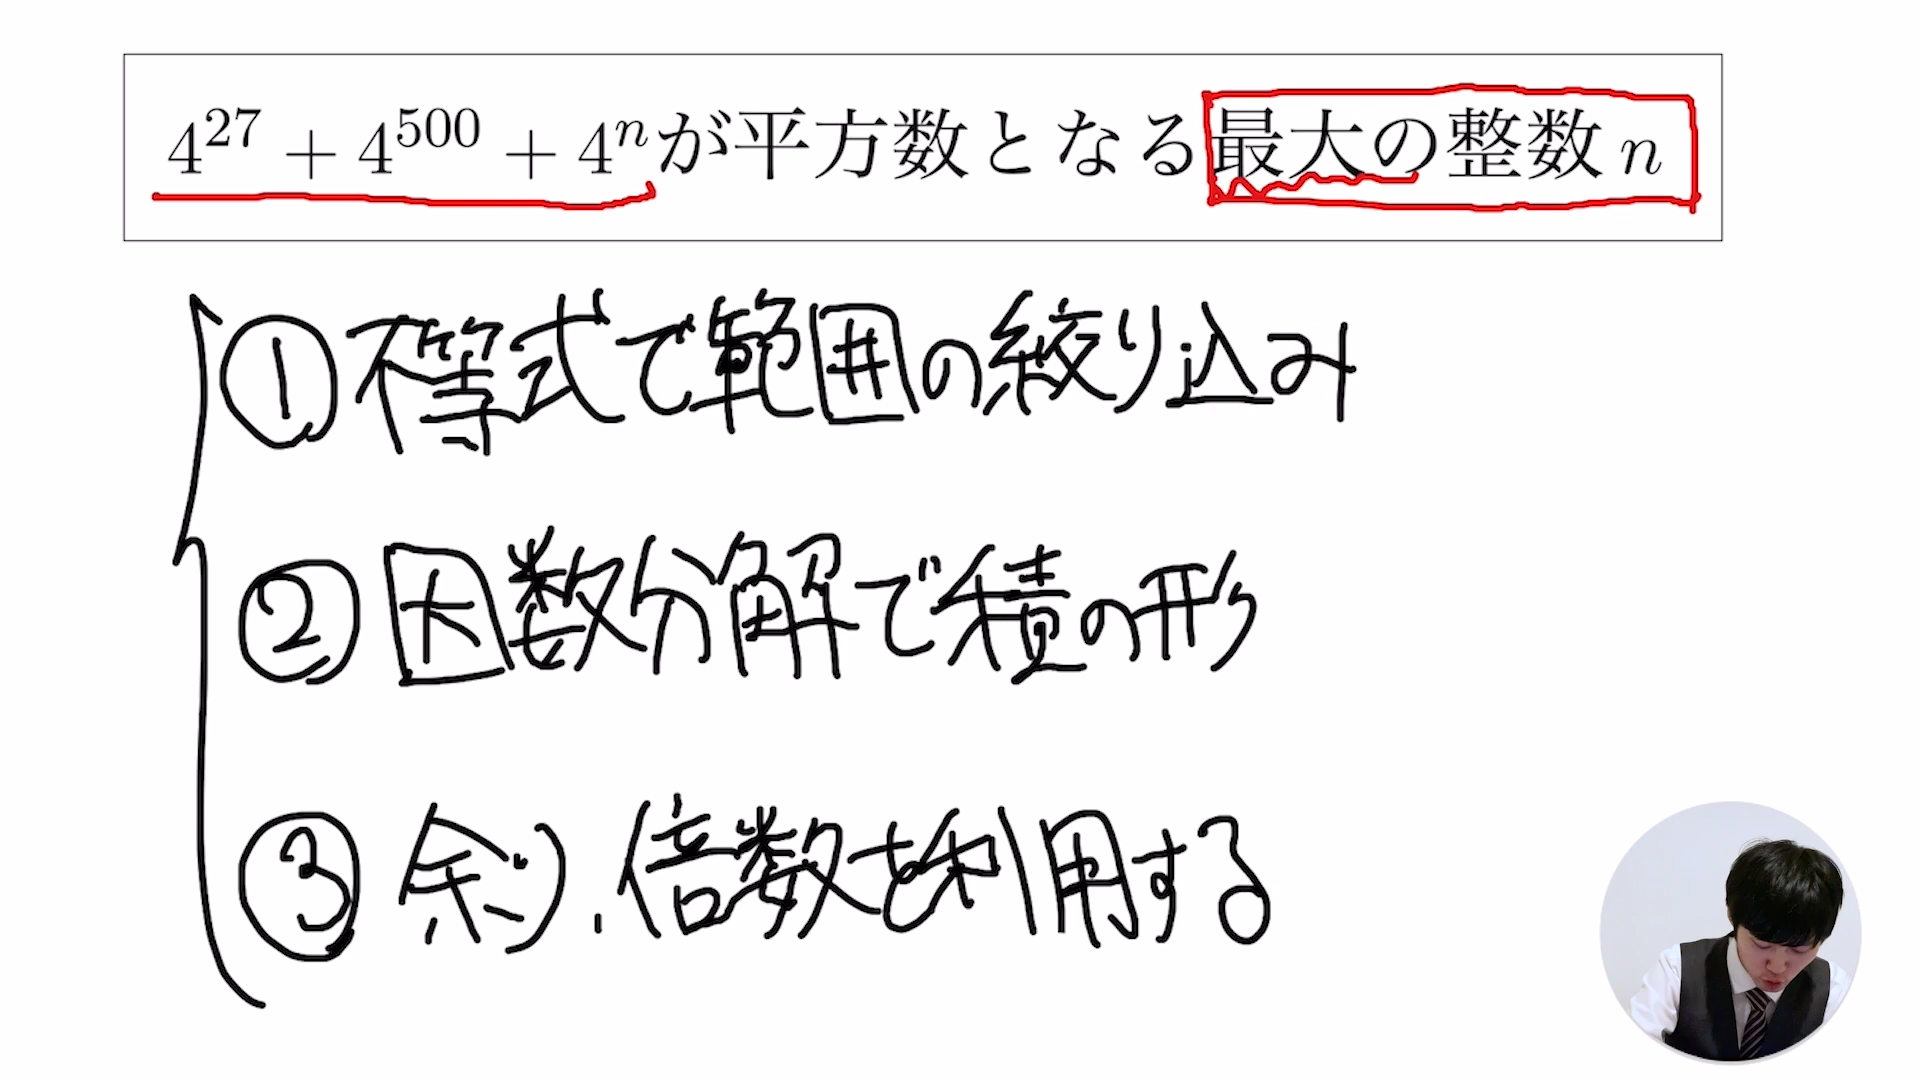 4^27 + 4^500 + 4^nが平方数となる最大の整数 n
①不等式で範囲の絞り込み
②因数分解で積の形
③余り、倍数を利用する